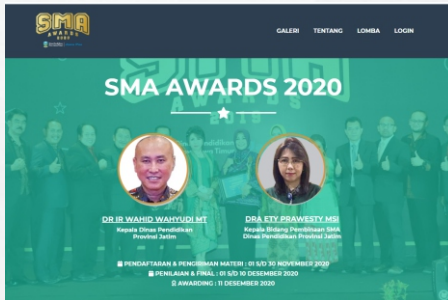 SMA
AWARDS
2020
GALERI TENTANG LOMBA LOGIN
SMA AWARDS 2020
DR IR WAHID WAHYUDI MT
Kepala Dinas Pendidikan
Provinsi Jatim
DRA ETY PRAWESTY MSI
Kepala Bidang Pembinaan SMA
Dinas Pendidikan Provinsi Jatim
PENDAFTARAN & PENGIRIMAN MATERI : 01 S/D 30 NOVEMBER 2020
PENILAIAN & FINAL : 01 S/D 10 DESEMBER 2020
AWARDING : 11 DESEMBER 2020